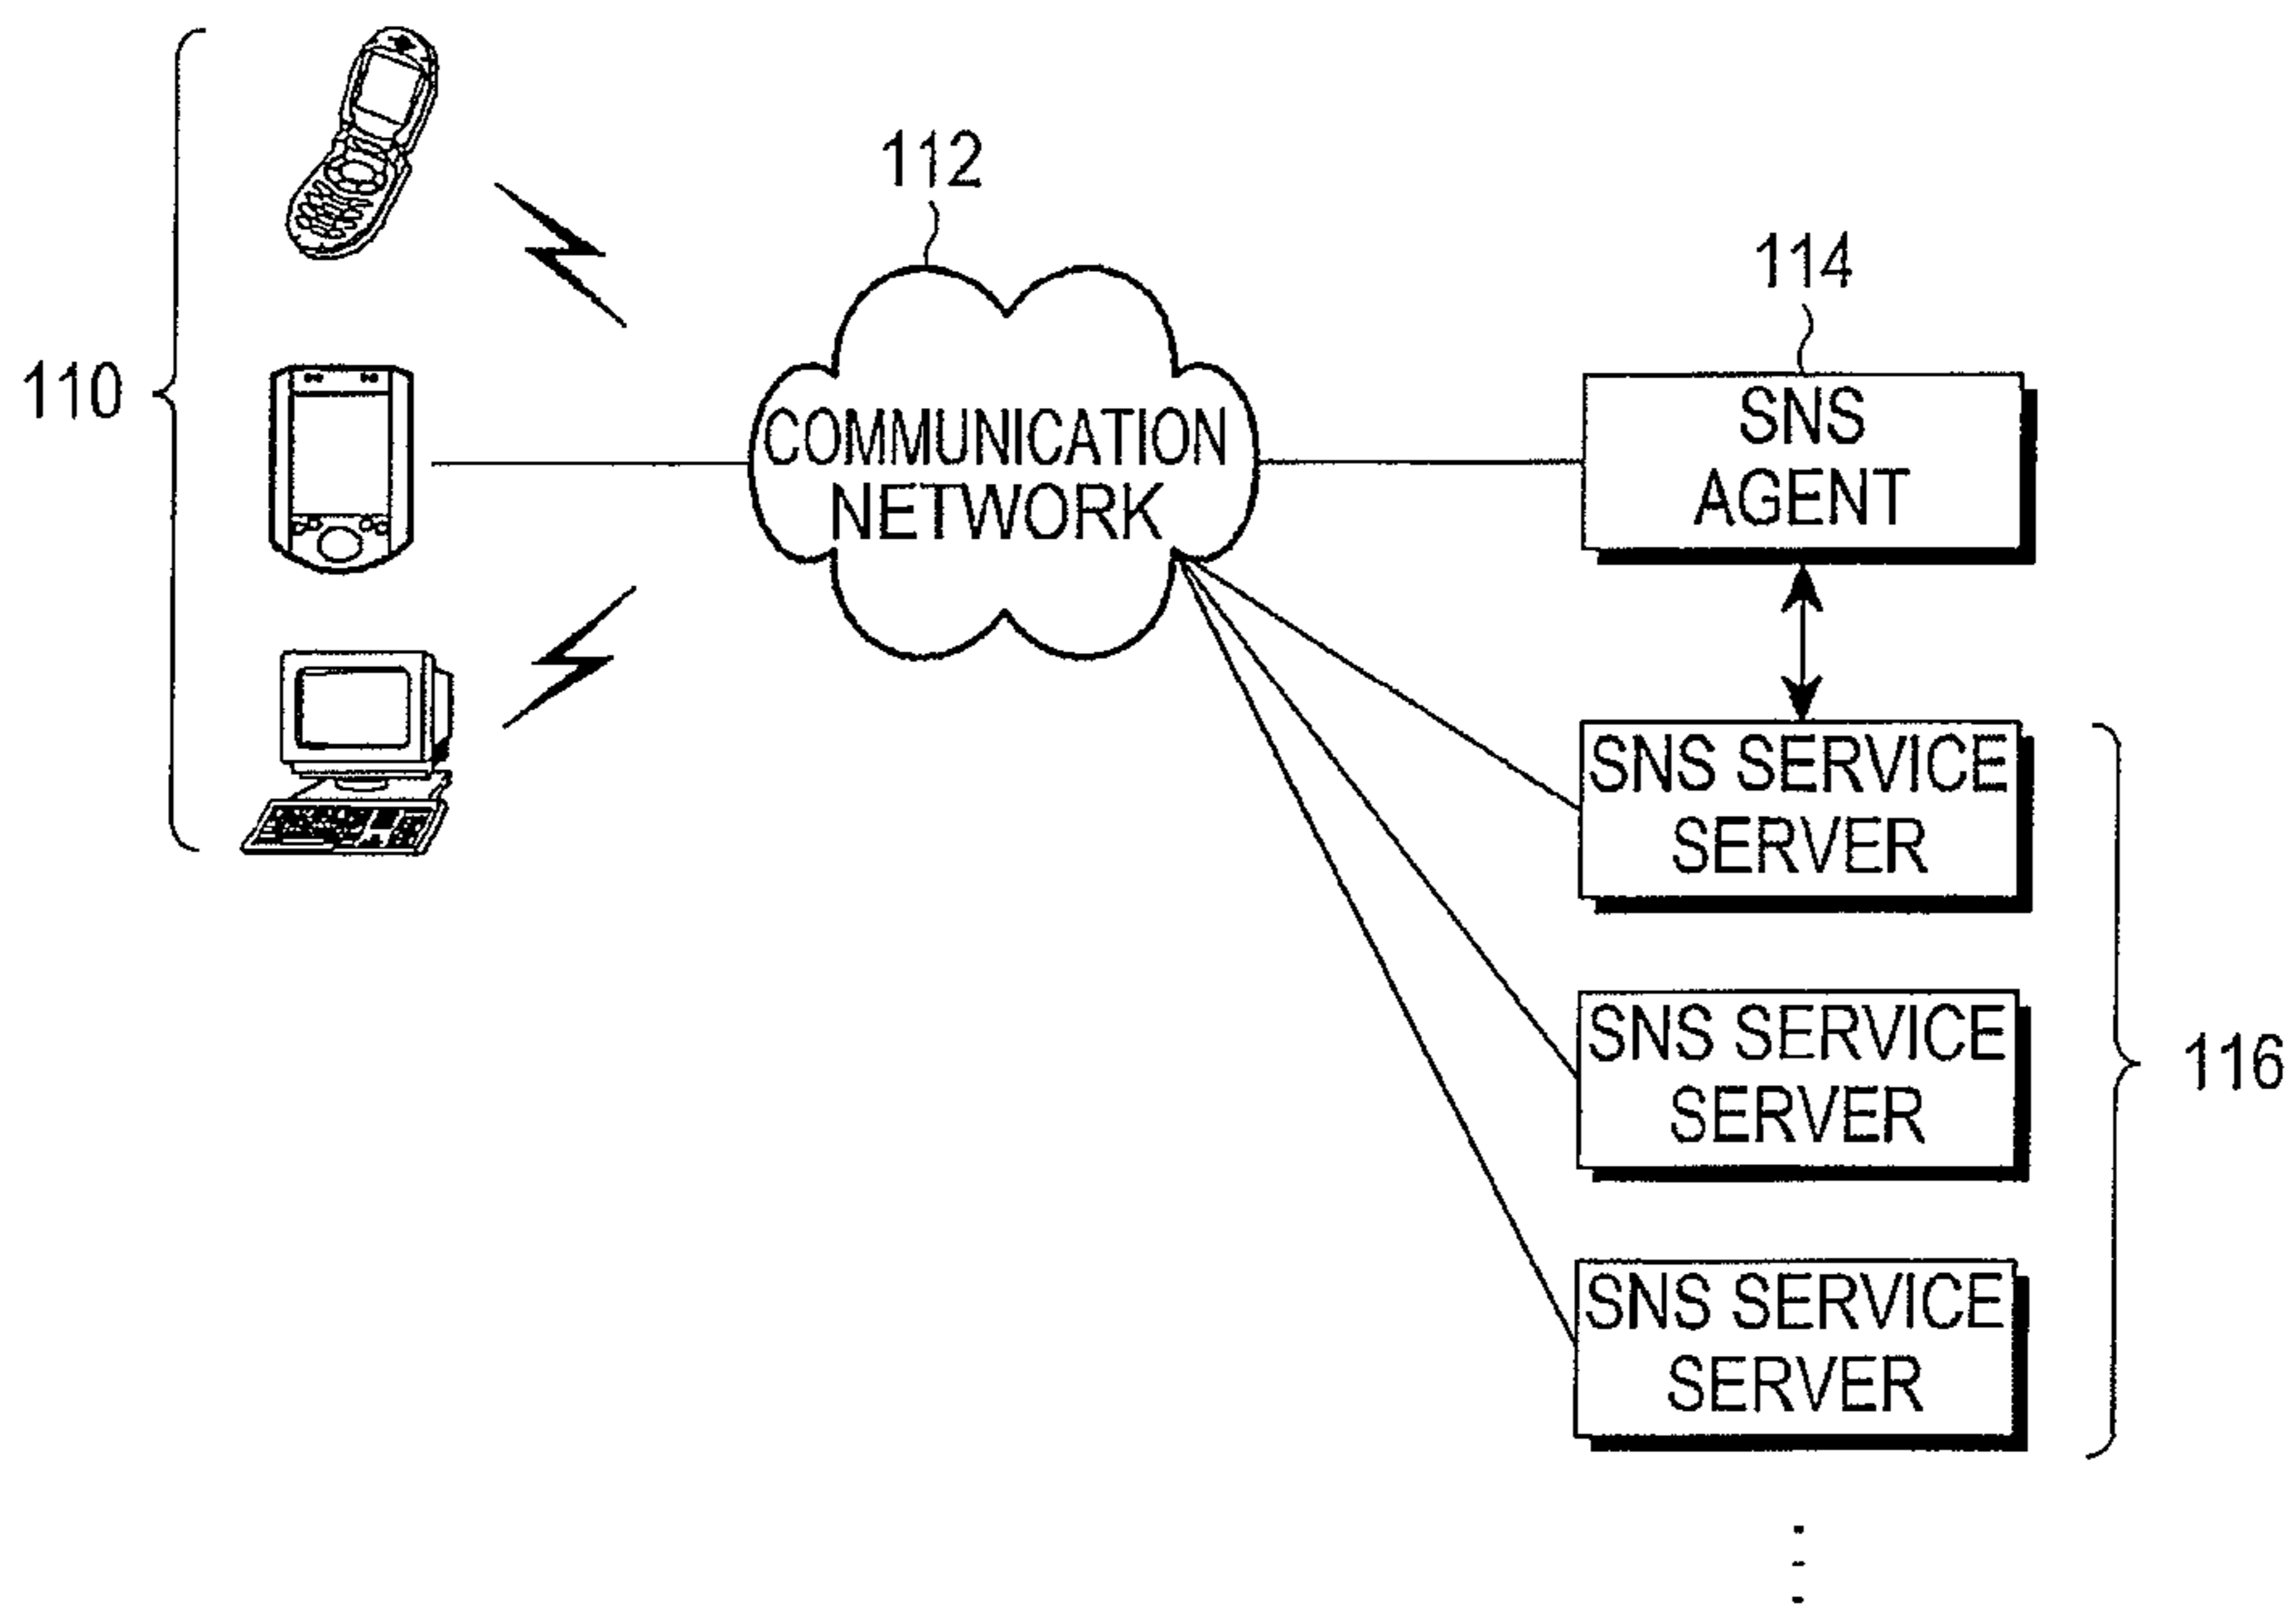 112
114
110
COMMUNICATION
NETWORK
SNS
AGENT
SNS SERVICE
SERVER
SNS SERVICE
SERVER
116
SNS SERVICE
SERVER